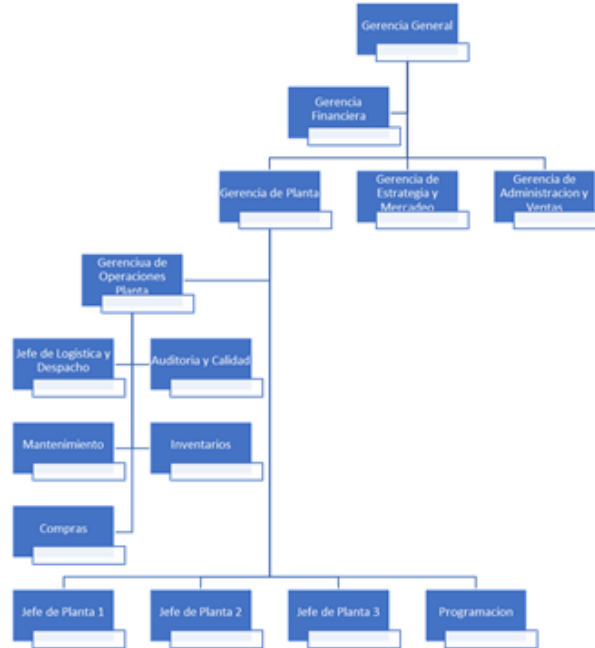 Gerencia General
Gerencia
Financiera
Gerencia de Planta
Gerencia de
Estrategia y
Mercadeo
Gerencia de
Administracion y
Ventas
Gerenciua de
Operaciones
Planta
Jefe de Logistica y
Despacho
Auditoria y Calidad
Mantenimiento
Inventarios
Compras
Jefe de Planta 1
Jefe de Planta 2
Jefe de Planta 3
Programacion